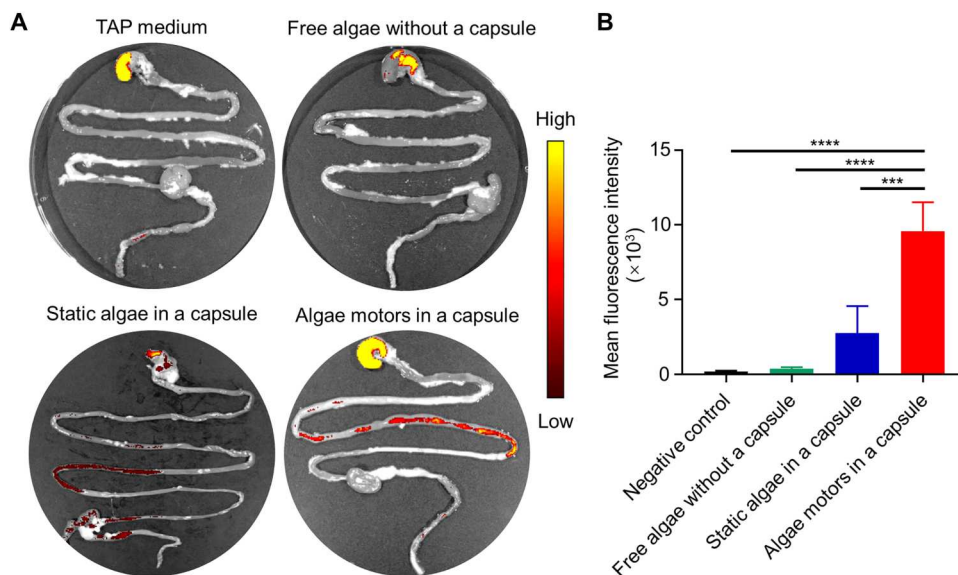 A
TAP medium
Free algae without a capsule
High
Low
Static algae in a capsule
Algae motors in a capsule
B
****
****
***
Mean fluorescence intensity
(×10³)
15
10
5
0
Negative control
Free algae without a capsule
Static algae in a capsule
Algae motors in a capsule